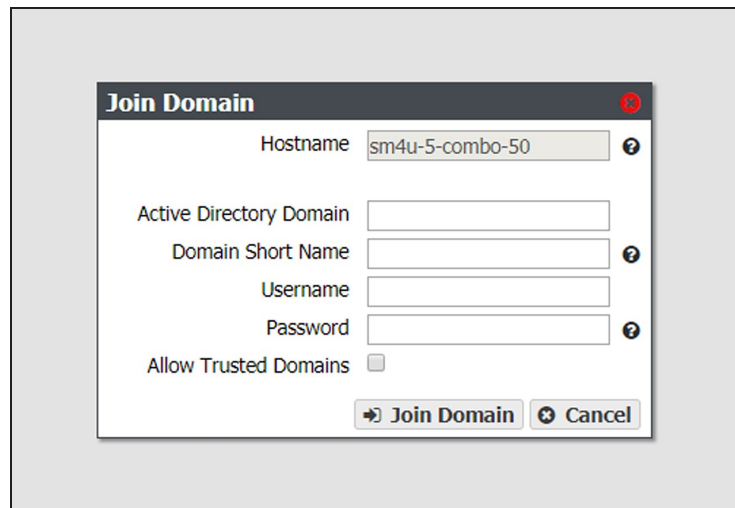 Join Domain
Hostname sm4u-5-combo-50
Active Directory Domain
Domain Short Name
Username
Password
Allow Trusted Domains
Join Domain Cancel